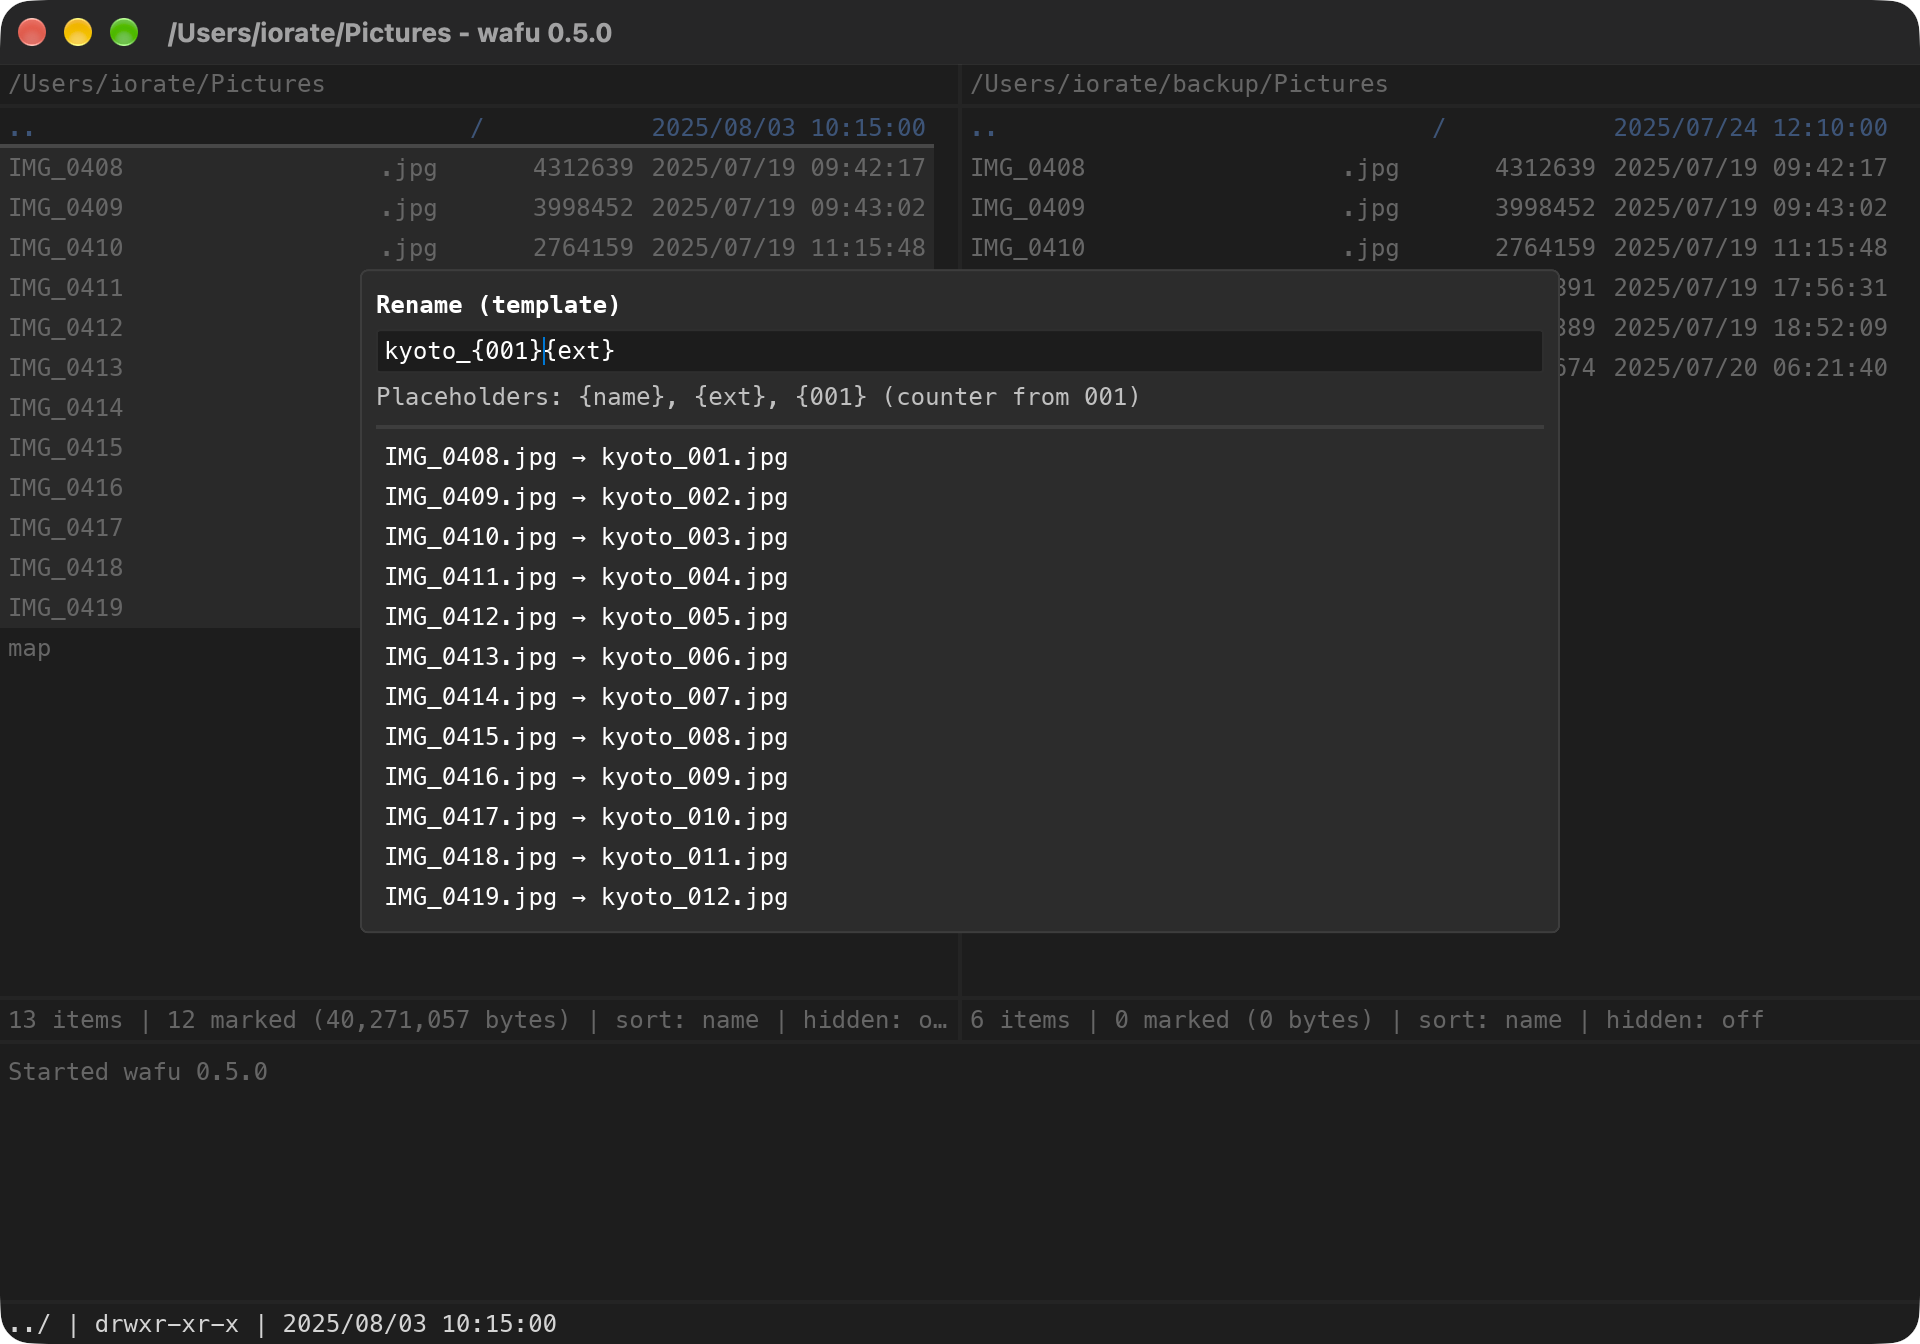 /Users/iorate/Pictures - wafu 0.5.0
/Users/iorate/Pictures
.. / 2025/08/03 10:15:00
IMG_0408 .jpg 4312639 2025/07/19 09:42:17
IMG_0409 .jpg 3998452 2025/07/19 09:43:02
IMG_0410 .jpg 2764159 2025/07/19 11:15:48
IMG_0411
IMG_0412
IMG_0413
IMG_0414
IMG_0415
IMG_0416
IMG_0417
IMG_0418
IMG_0419
map
13 items | 12 marked (40,271,057 bytes) | sort: name | hidden: o…
/Users/iorate/backup/Pictures
.. / 2025/07/24 12:10:00
IMG_0408 .jpg 4312639 2025/07/19 09:42:17
IMG_0409 .jpg 3998452 2025/07/19 09:43:02
IMG_0410 .jpg 2764159 2025/07/19 11:15:48
91 2025/07/19 17:56:31
89 2025/07/19 18:52:09
574 2025/07/20 06:21:40
6 items | 0 marked (0 bytes) | sort: name | hidden: off
Rename (template)
kyoto_{001}{ext}
Placeholders: {name}, {ext}, {001} (counter from 001)
IMG_0408.jpg → kyoto_001.jpg
IMG_0409.jpg → kyoto_002.jpg
IMG_0410.jpg → kyoto_003.jpg
IMG_0411.jpg → kyoto_004.jpg
IMG_0412.jpg → kyoto_005.jpg
IMG_0413.jpg → kyoto_006.jpg
IMG_0414.jpg → kyoto_007.jpg
IMG_0415.jpg → kyoto_008.jpg
IMG_0416.jpg → kyoto_009.jpg
IMG_0417.jpg → kyoto_010.jpg
IMG_0418.jpg → kyoto_011.jpg
IMG_0419.jpg → kyoto_012.jpg
Started wafu 0.5.0
../ | drwxr-xr-x | 2025/08/03 10:15:00